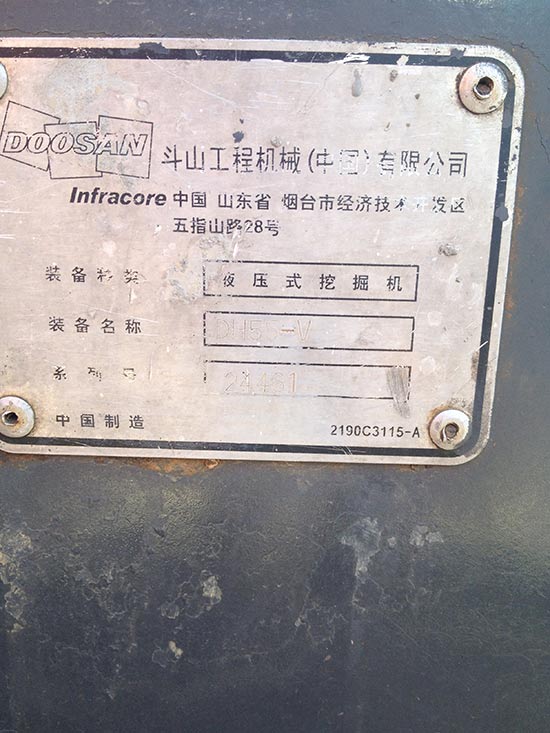 DOOSAN
斗山工程机械(中国)有限公司
Infracore 中国 山东省 烟台市经济技术开发区
五指山路28号
装备种类 液压式挖掘机
装备名称 DH55-V
系列号 24461
中国制造 2190C3115-A